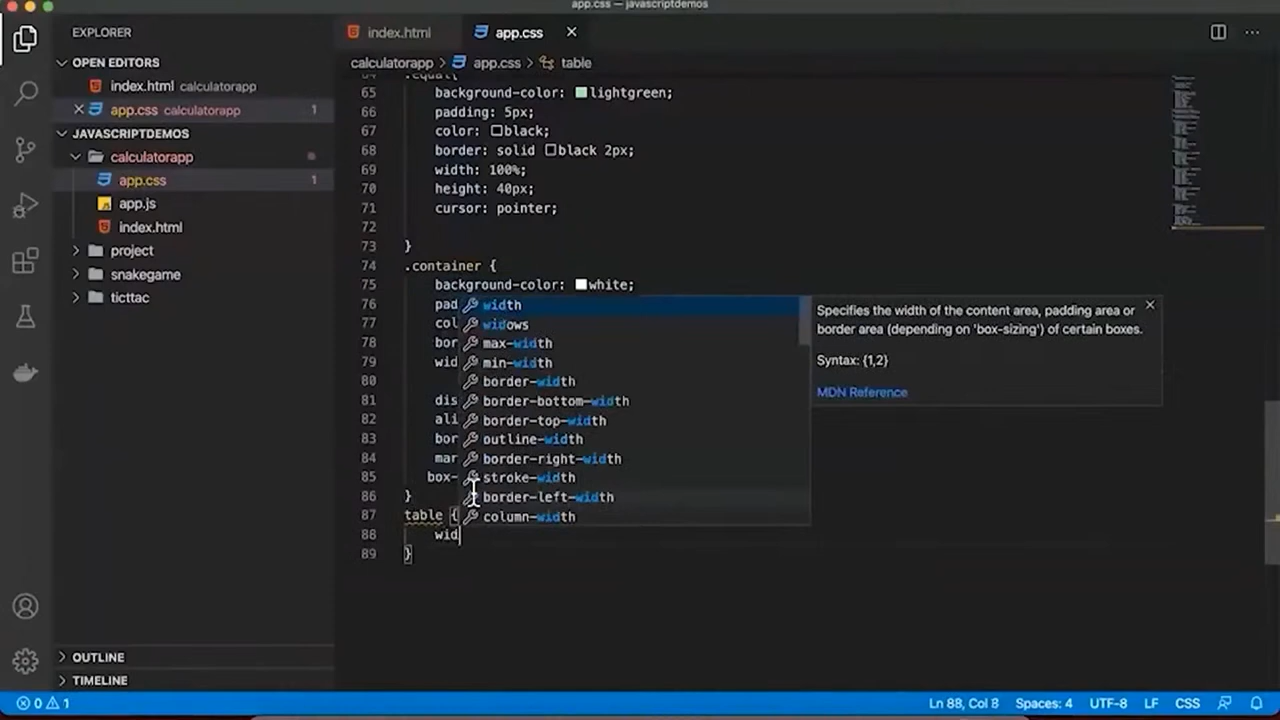 app.css — javascriptdemos
EXPLORER
OPEN EDITORS
index.html calculatorapp
app.css calculatorapp 1
JAVASCRIPTDEMOS
calculatorapp
app.css 1
app.js
index.html
project
snakegame
ticttac
OUTLINE
TIMELINE
index.html
app.css
calculatorapp > app.css > table
64 .equal{
65 background-color: lightgreen;
66 padding: 5px;
67 color: black;
68 border: solid black 2px;
69 width: 100%;
70 height: 40px;
71 cursor: pointer;
72
73 }
74 .container {
75 background-color: white;
76 pad
77 col
78 bor
79 wid
80
81 dis
82 ali
83 bor
84 mar
85 box-
86 }
87 table {
88 wid
89 }
width
widows
max-width
min-width
border-width
border-bottom-width
border-top-width
outline-width
border-right-width
stroke-width
border-left-width
column-width
Specifies the width of the content area, padding area or
border area (depending on 'box-sizing') of certain boxes.
Syntax: {1,2}
MDN Reference
0 1
Ln 88, Col 8 Spaces: 4 UTF-8 LF CSS